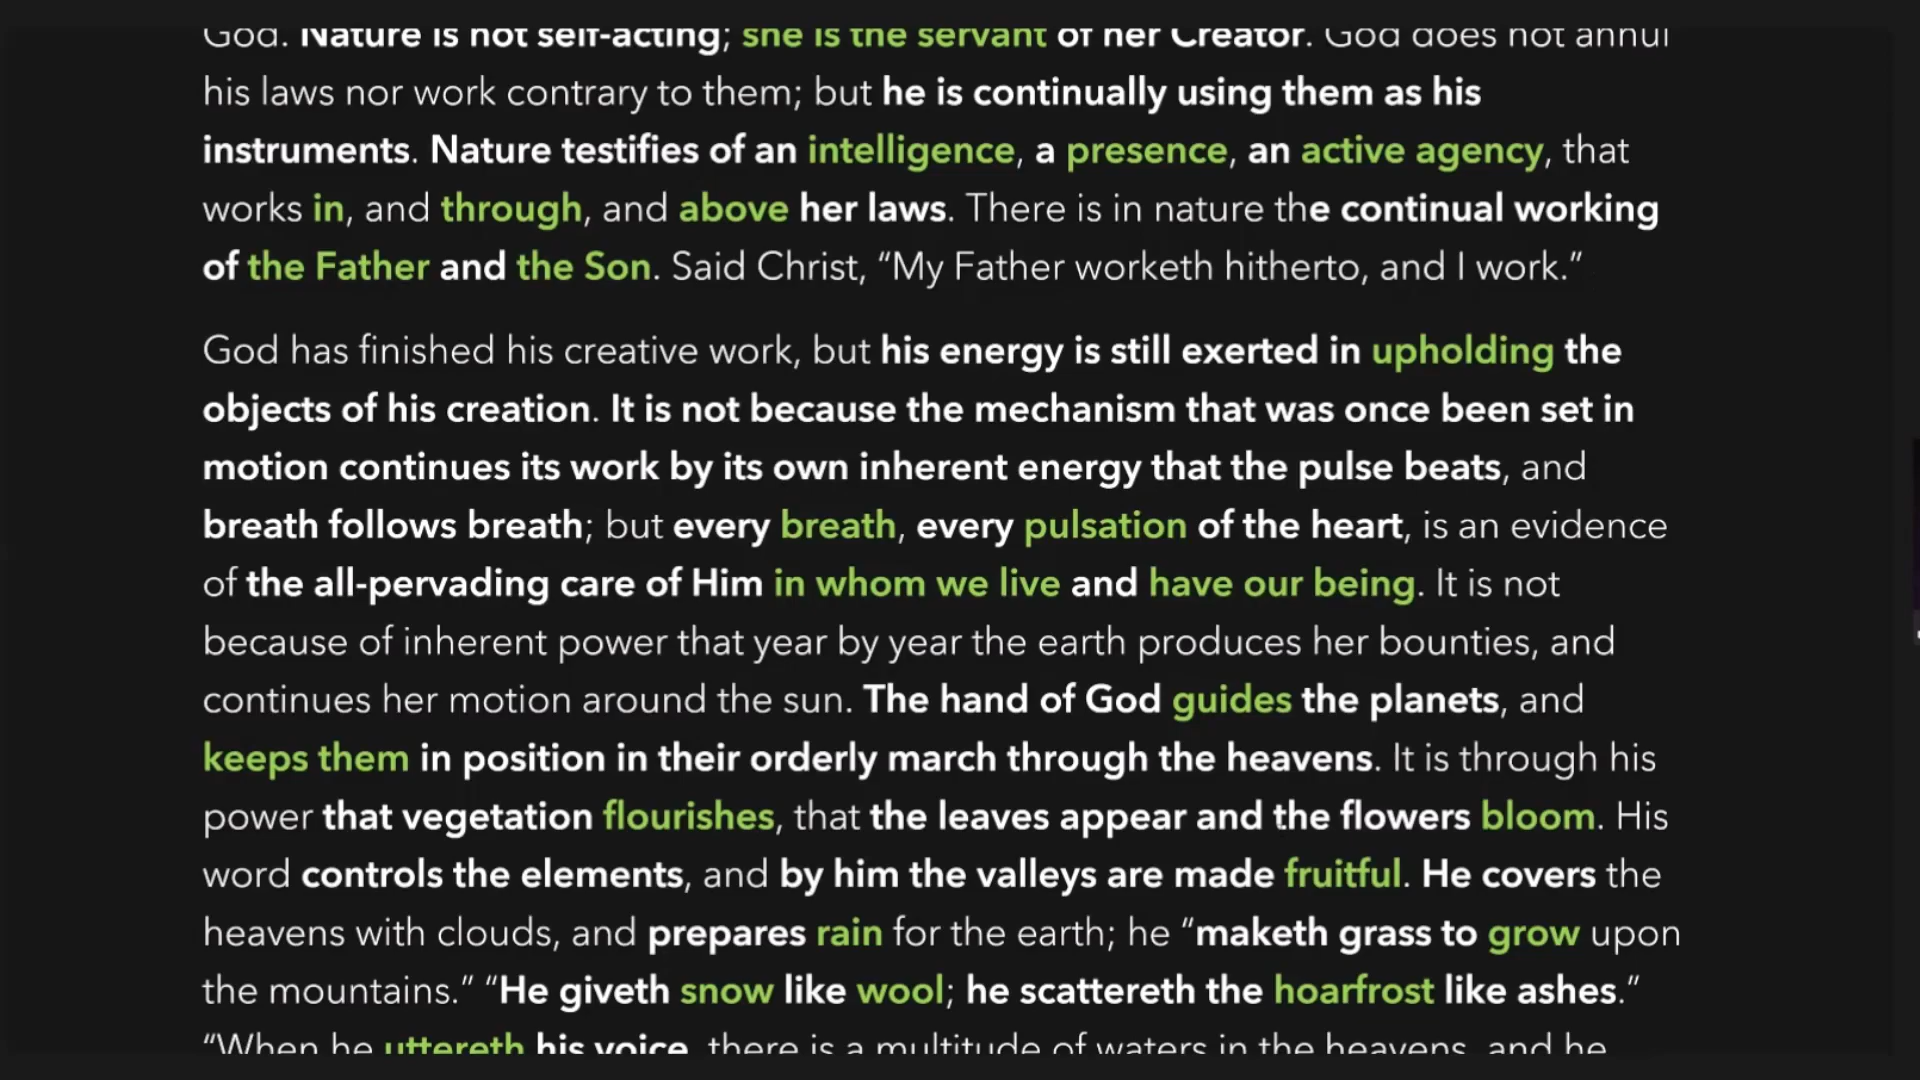 God. Nature is not self-acting; she is the servant of her Creator. God does not annul
his laws nor work contrary to them; but he is continually using them as his
instruments. Nature testifies of an intelligence, a presence, an active agency, that
works in, and through, and above her laws. There is in nature the continual working
of the Father and the Son. Said Christ, “My Father worketh hitherto, and I work.”
God has finished his creative work, but his energy is still exerted in upholding the
objects of his creation. It is not because the mechanism that was once been set in
motion continues its work by its own inherent energy that the pulse beats, and
breath follows breath; but every breath, every pulsation of the heart, is an evidence
of the all-pervading care of Him in whom we live and have our being. It is not
because of inherent power that year by year the earth produces her bounties, and
continues her motion around the sun. The hand of God guides the planets, and
keeps them in position in their orderly march through the heavens. It is through his
power that vegetation flourishes, that the leaves appear and the flowers bloom. His
word controls the elements, and by him the valleys are made fruitful. He covers the
heavens with clouds, and prepares rain for the earth; he “maketh grass to grow upon
the mountains.” “He giveth snow like wool; he scattereth the hoarfrost like ashes.”
“When he uttereth his voice, there is a multitude of waters in the heavens, and he